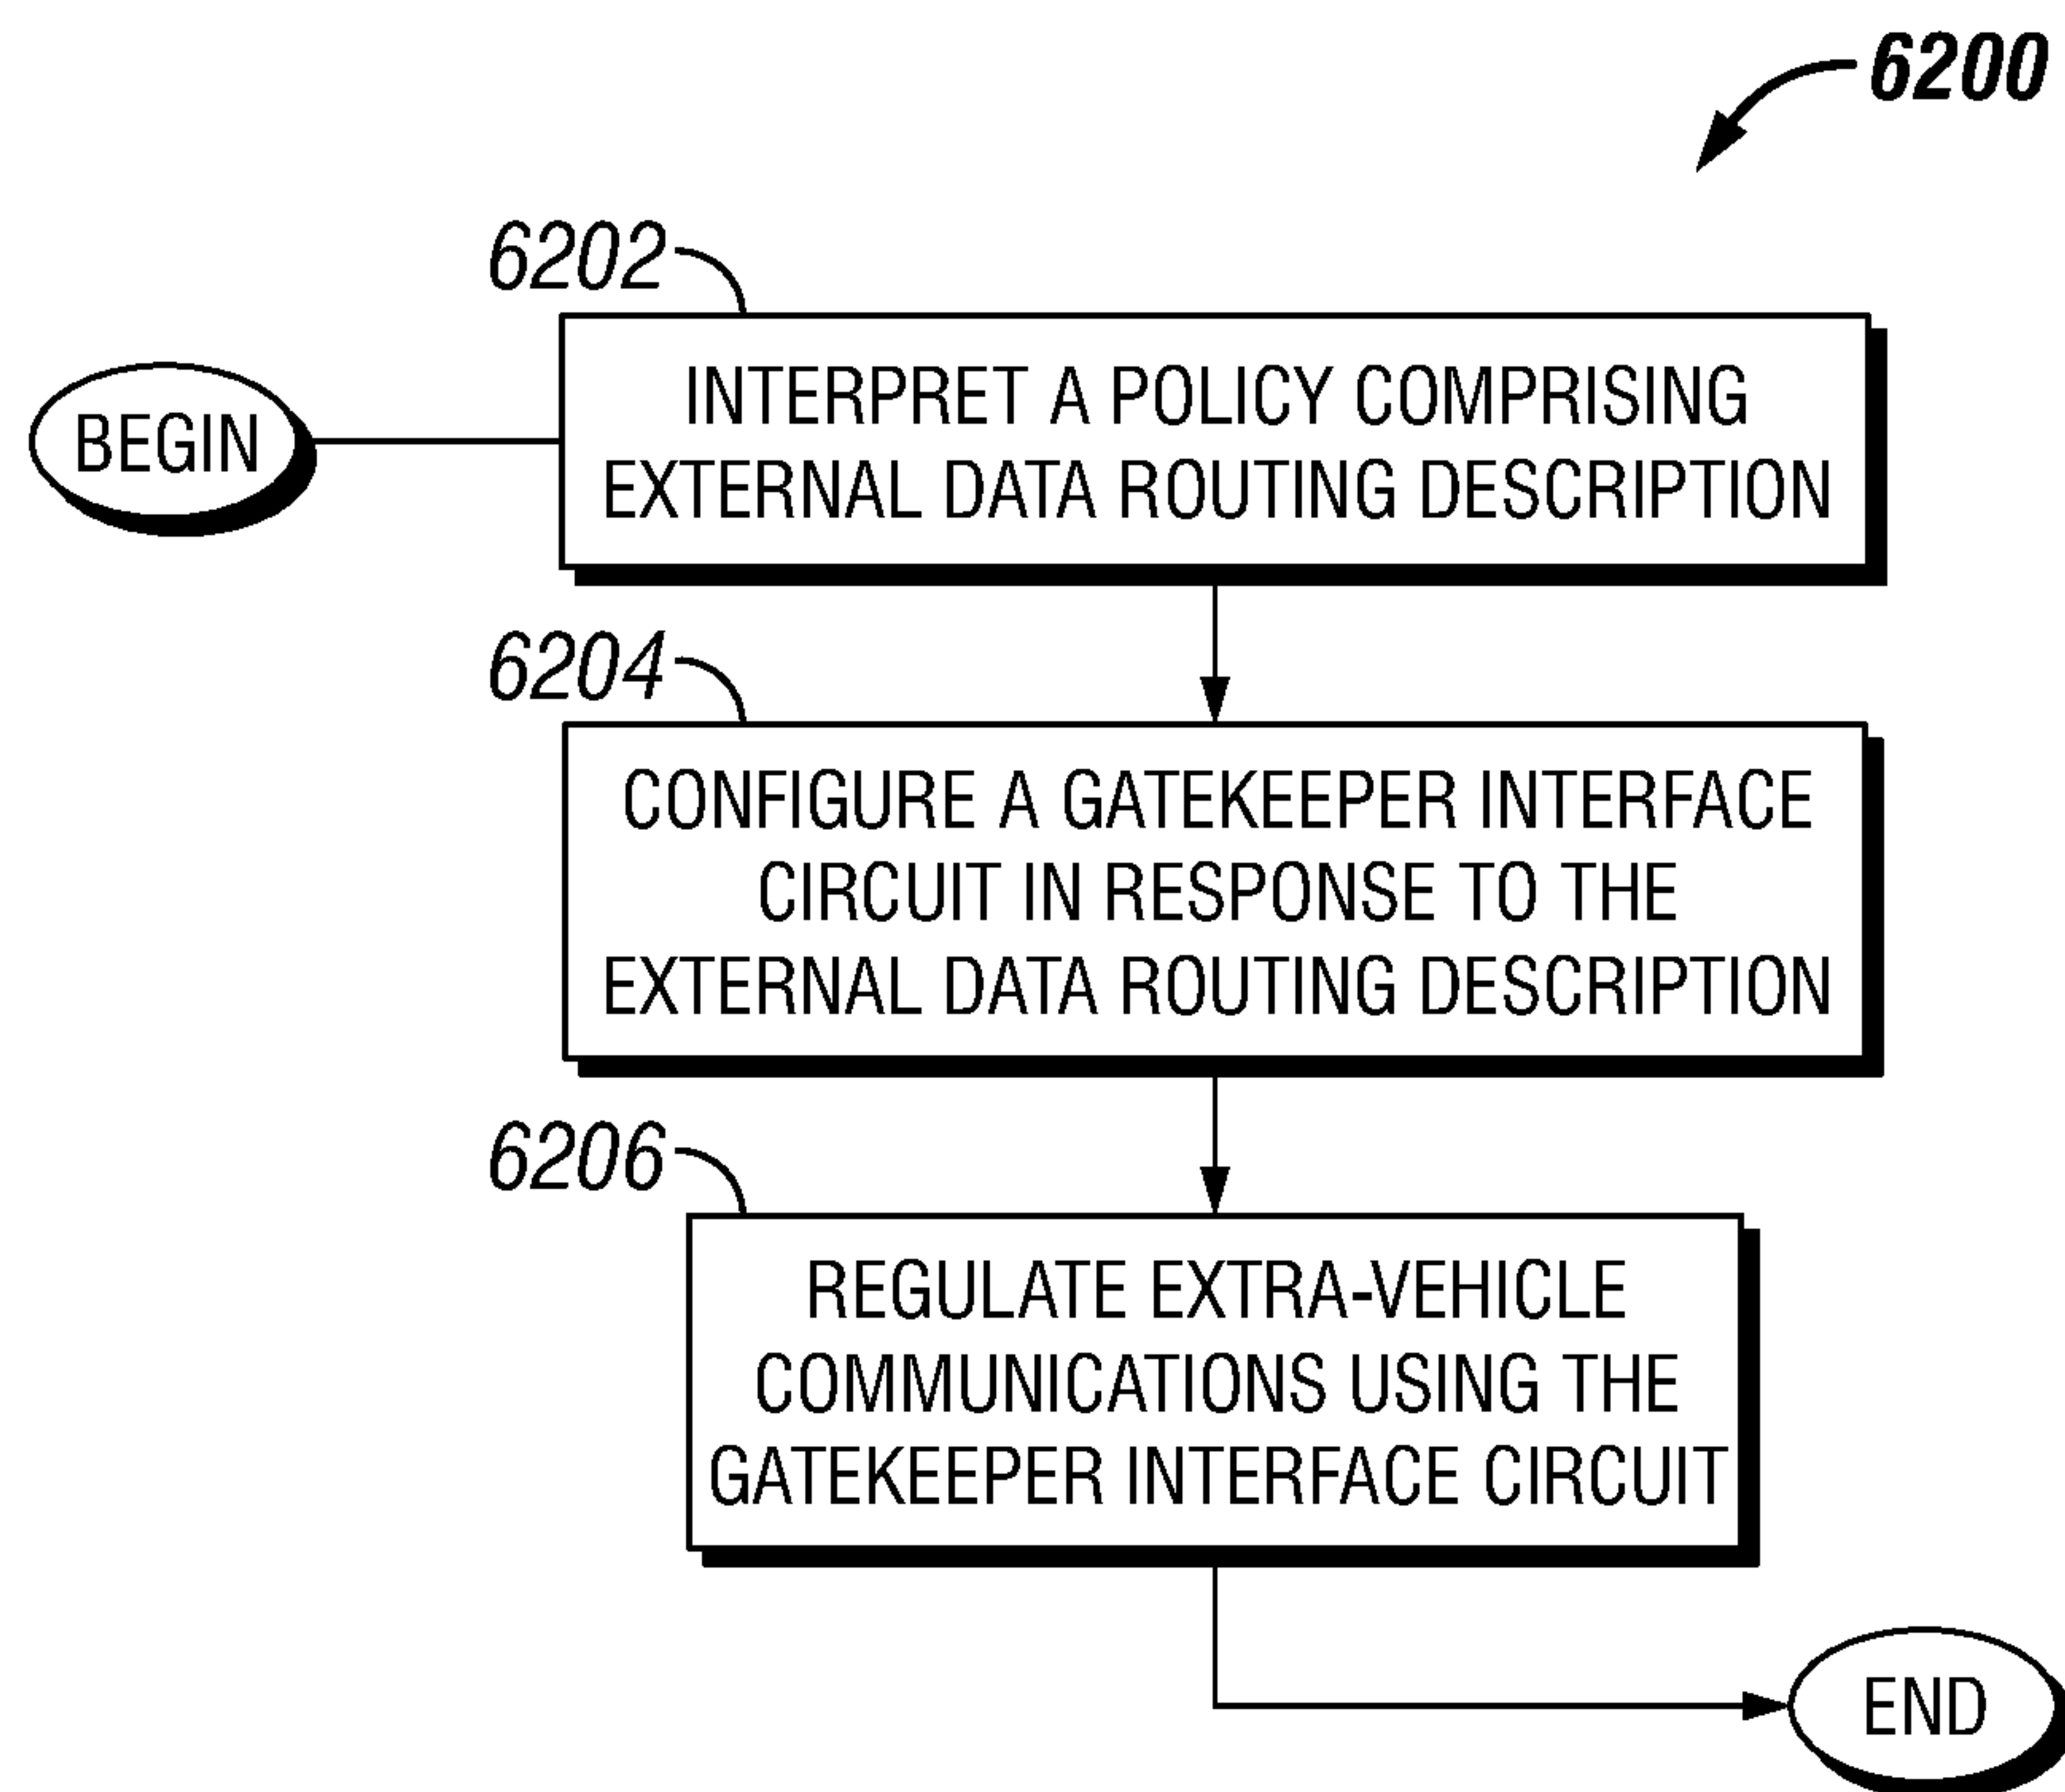 6200
6202
BEGIN
INTERPRET A POLICY COMPRISING
EXTERNAL DATA ROUTING DESCRIPTION
6204
CONFIGURE A GATEKEEPER INTERFACE
CIRCUIT IN RESPONSE TO THE
EXTERNAL DATA ROUTING DESCRIPTION
6206
REGULATE EXTRA-VEHICLE
COMMUNICATIONS USING THE
GATEKEEPER INTERFACE CIRCUIT
END